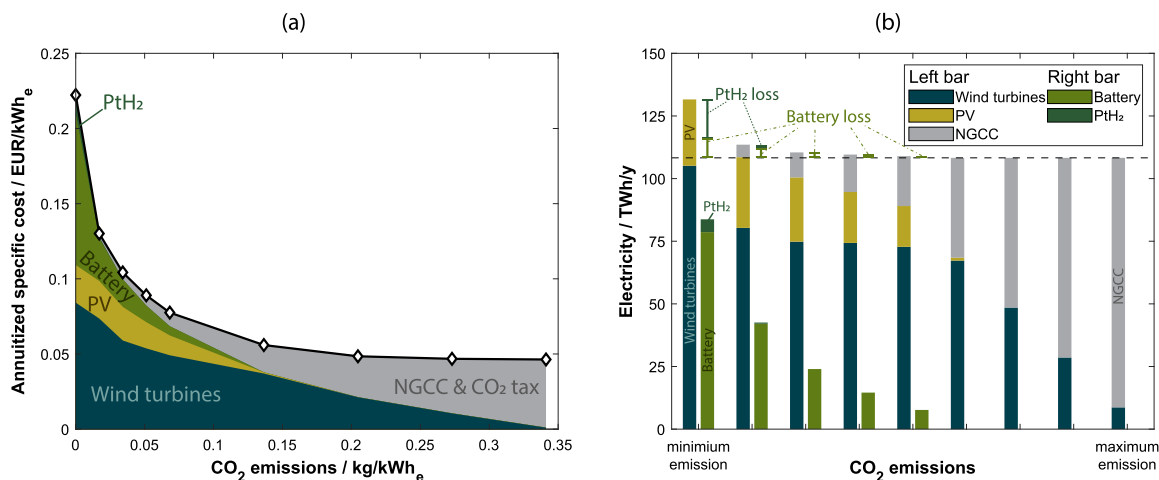 (a)
Annuitized specific cost / EUR/kWhe
0.25
0.2
0.15
0.1
0.05
0
PtH2
Battery
PV
Wind turbines
NGCC & CO2 tax
0
0.05
0.1
0.15
0.2
0.25
0.3
0.35
CO2 emissions / kg/kWhe
(b)
Electricity / TWh/y
150
125
100
75
50
25
0
Left bar
Right bar
Wind turbines
Battery
PV
PtH2
NGCC
PtH2 loss
Battery loss
PV
PtH2
Wind turbines
Battery
NGCC
minimium
emission
CO2 emissions
maximum
emission